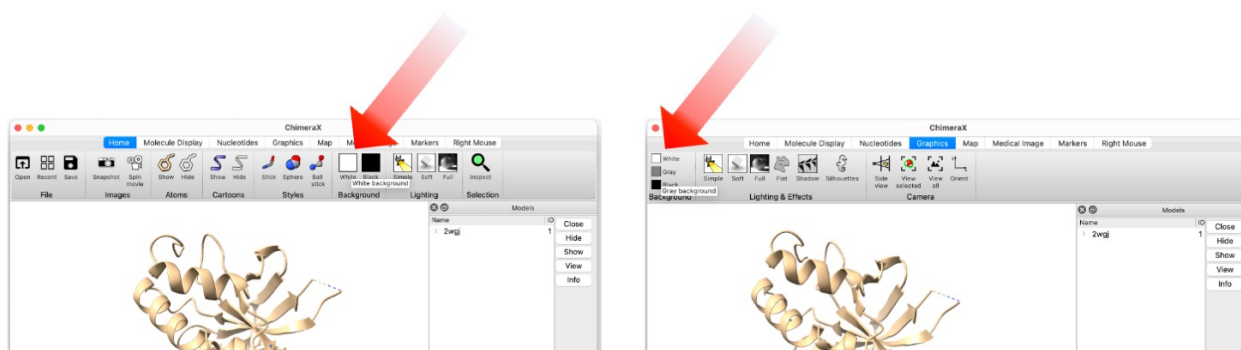 ChimeraX
Home Molecule Display Nucleotides Graphics Map Markers Right Mouse
Open Recent Save Snapshot Spin movie Show Hide Show Hide Stick Sphere Ball stick White Black Simple Soft Full Inspect
White background
File Images Atoms Cartoons Styles Background Lighting Selection
Models
Name ID
2wgj 1
Close
Hide
Show
View
Info
ChimeraX
Home Molecule Display Nucleotides Graphics Map Medical Image Markers Right Mouse
White
Gray
Black
Gray background
Simple Soft Full Flat Shadow Silhouettes Side view View selected View all Orient
Background Lighting & Effects Camera
Models
Name ID
2wgj 1
Close
Hide
Show
View
Info